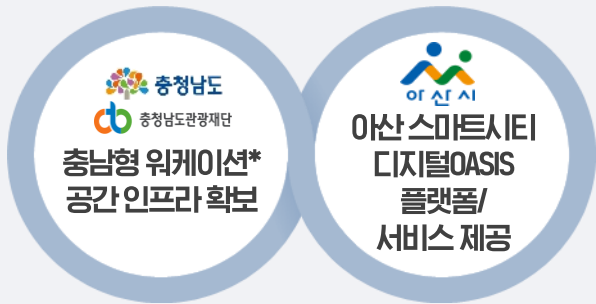 충청남도
충청남도관광재단
충남형 워케이션*
공간 인프라 확보
아산시
아산 스마트시티
디지털OASIS
플랫폼/
서비스 제공